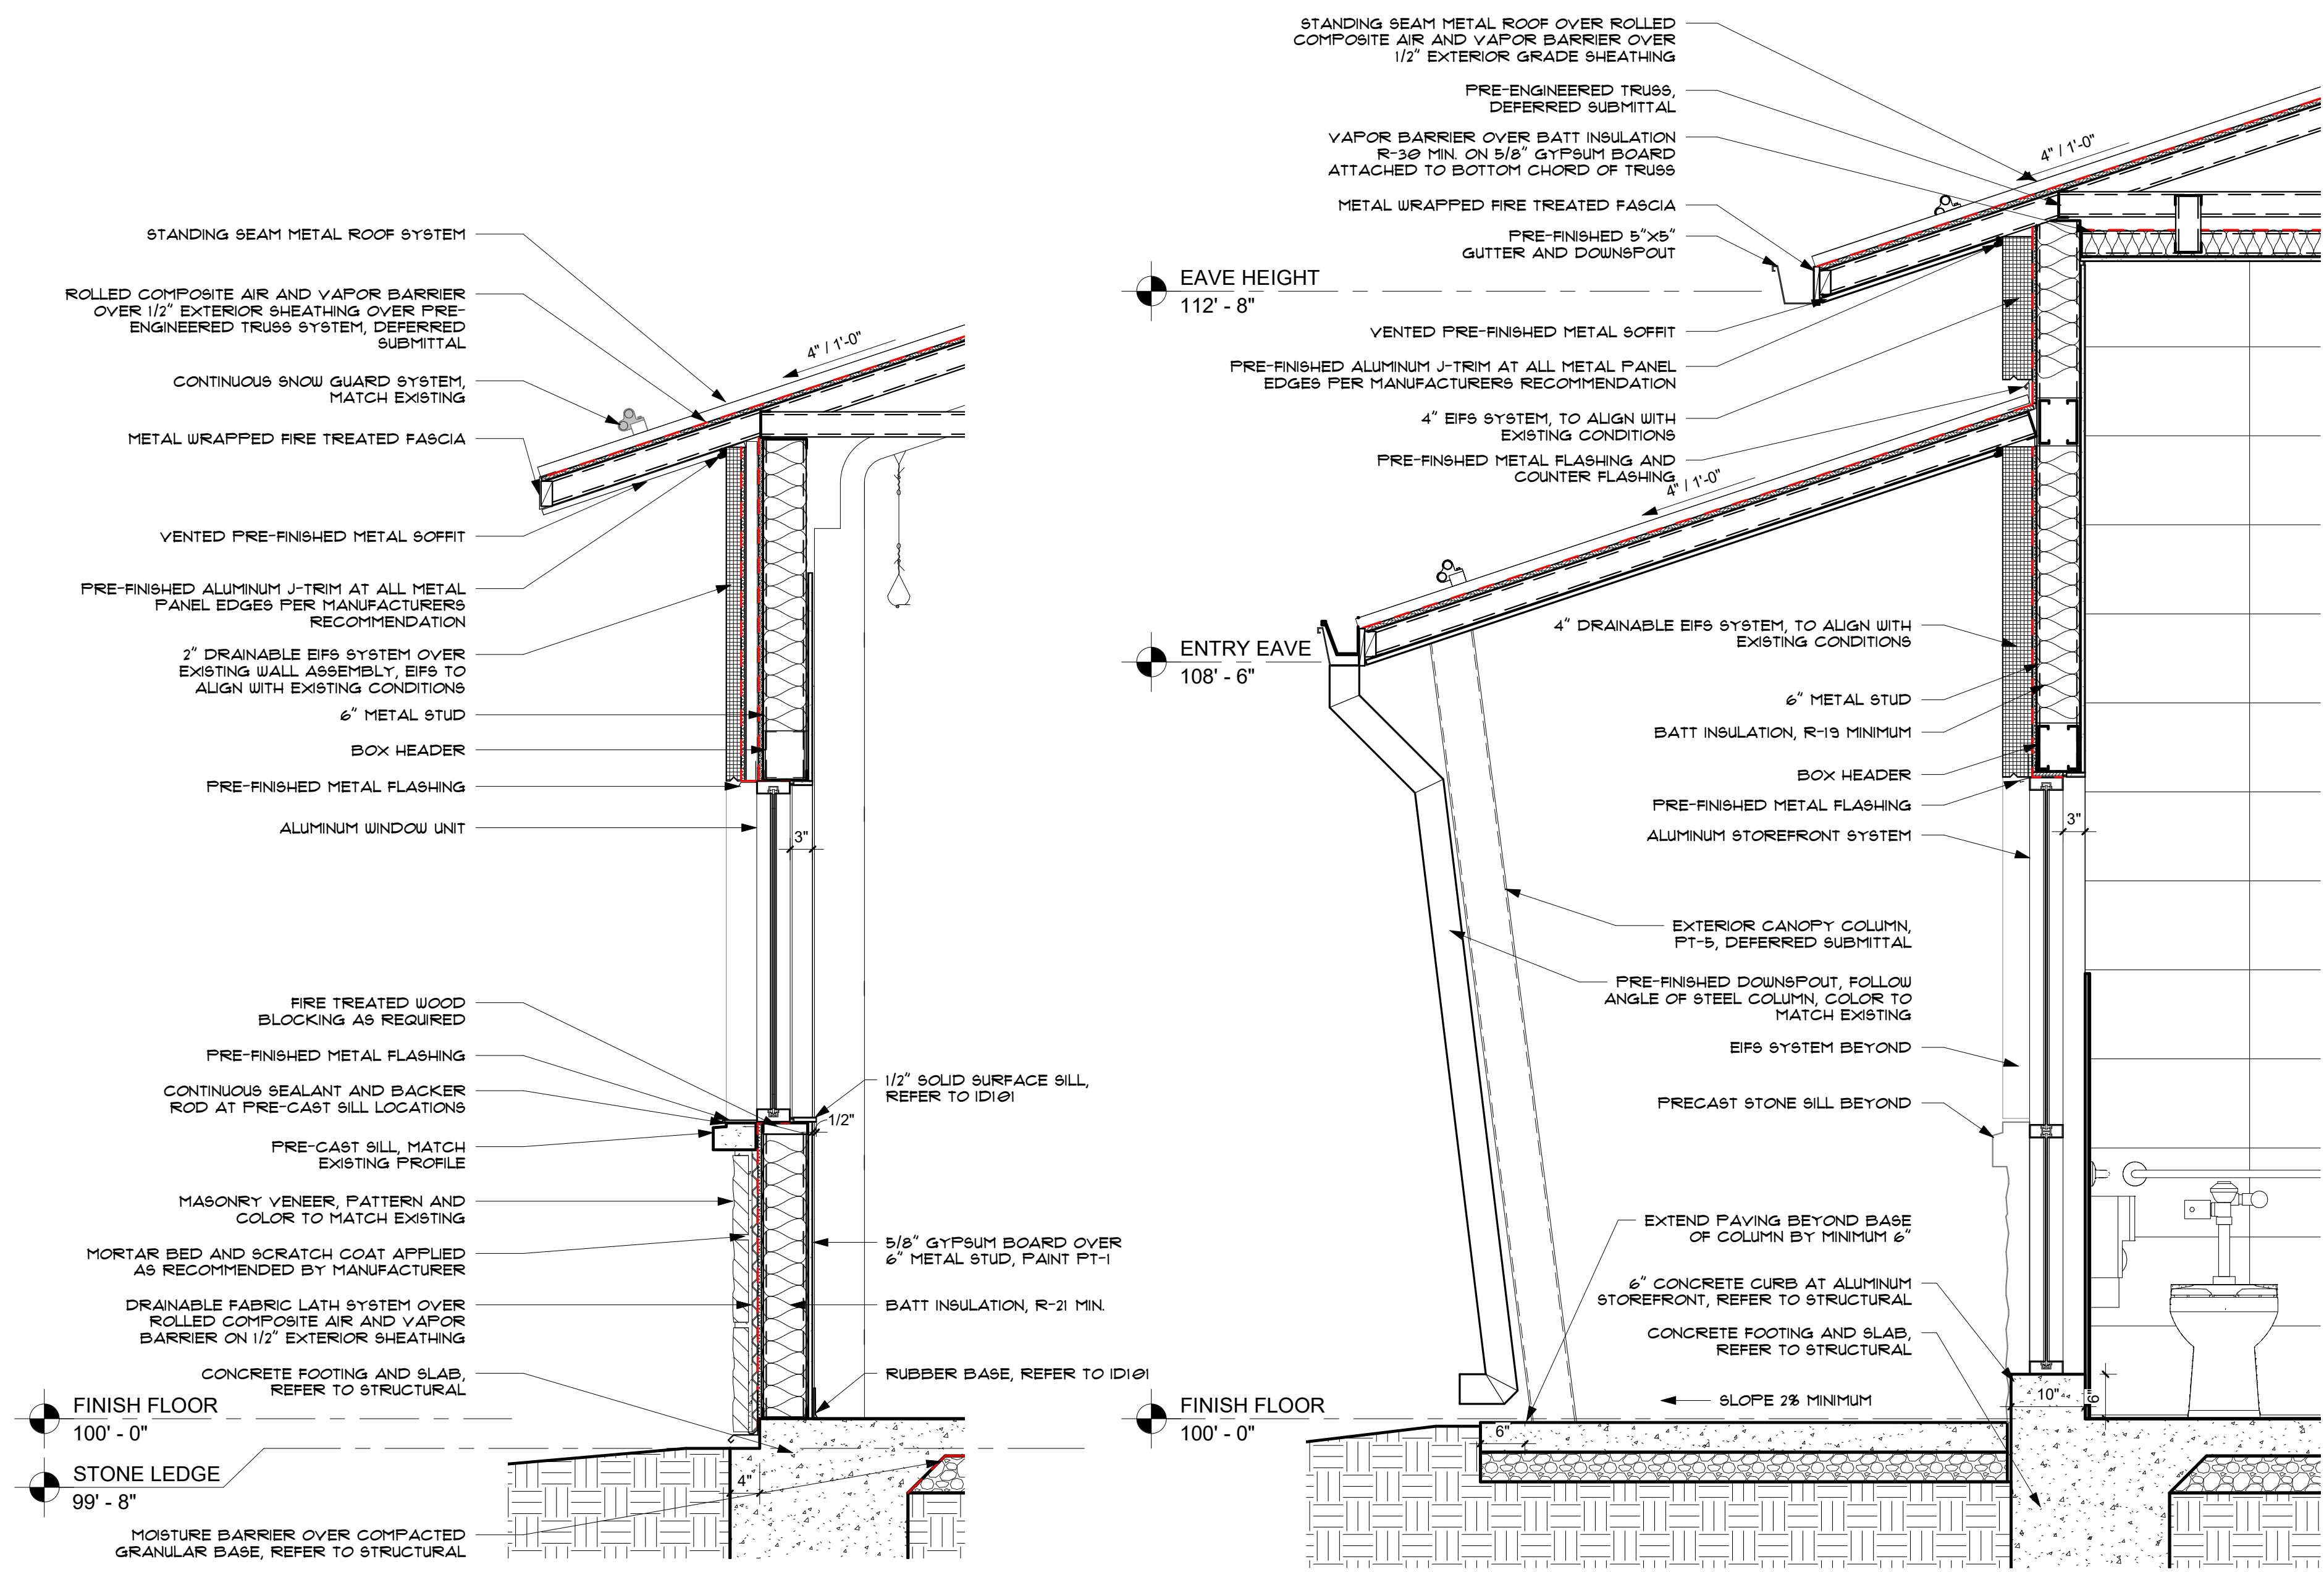 STANDING SEAM METAL ROOF SYSTEM
ROLLED COMPOSITE AIR AND VAPOR BARRIER
OVER 1/2" EXTERIOR SHEATHING OVER PRE-
ENGINEERED TRUSS SYSTEM, DEFERRED
SUBMITTAL
4" / 1'-0"
CONTINUOUS SNOW GUARD SYSTEM,
MATCH EXISTING
METAL WRAPPED FIRE TREATED FASCIA
VENTED PRE-FINISHED METAL SOFFIT
PRE-FINISHED ALUMINUM J-TRIM AT ALL METAL
PANEL EDGES PER MANUFACTURERS
RECOMMENDATION
2" DRAINABLE EIFS SYSTEM OVER
EXISTING WALL ASSEMBLY, EIFS TO
ALIGN WITH EXISTING CONDITIONS
6" METAL STUD
BOX HEADER
PRE-FINISHED METAL FLASHING
ALUMINUM WINDOW UNIT
3"
FIRE TREATED WOOD
BLOCKING AS REQUIRED
PRE-FINISHED METAL FLASHING
CONTINUOUS SEALANT AND BACKER
ROD AT PRE-CAST SILL LOCATIONS
PRE-CAST SILL, MATCH
EXISTING PROFILE
MASONRY VENEER, PATTERN AND
COLOR TO MATCH EXISTING
MORTAR BED AND SCRATCH COAT APPLIED
AS RECOMMENDED BY MANUFACTURER
DRAINABLE FABRIC LATH SYSTEM OVER
ROLLED COMPOSITE AIR AND VAPOR
BARRIER ON 1/2" EXTERIOR SHEATHING
CONCRETE FOOTING AND SLAB,
REFER TO STRUCTURAL
FINISH FLOOR
100' - 0"
STONE LEDGE
99' - 8"
4"
MOISTURE BARRIER OVER COMPACTED
GRANULAR BASE, REFER TO STRUCTURAL
1/2" SOLID SURFACE SILL,
REFER TO ID101
1/2"
5/8" GYPSUM BOARD OVER
6" METAL STUD, PAINT PT-1
BATT INSULATION, R-21 MIN.
RUBBER BASE, REFER TO ID101
STANDING SEAM METAL ROOF OVER ROLLED
COMPOSITE AIR AND VAPOR BARRIER OVER
1/2" EXTERIOR GRADE SHEATHING
PRE-ENGINEERED TRUSS,
DEFERRED SUBMITTAL
VAPOR BARRIER OVER BATT INSULATION
R-30 MIN. ON 5/8" GYPSUM BOARD
ATTACHED TO BOTTOM CHORD OF TRUSS
4" / 1'-0"
METAL WRAPPED FIRE TREATED FASCIA
PRE-FINISHED 5"X5"
GUTTER AND DOWNSPOUT
EAVE HEIGHT
112' - 8"
VENTED PRE-FINISHED METAL SOFFIT
PRE-FINISHED ALUMINUM J-TRIM AT ALL METAL PANEL
EDGES PER MANUFACTURERS RECOMMENDATION
4" EIFS SYSTEM, TO ALIGN WITH
EXISTING CONDITIONS
PRE-FINSHED METAL FLASHING AND
COUNTER FLASHING
4" / 1'-0"
ENTRY EAVE
108' - 6"
4" DRAINABLE EIFS SYSTEM, TO ALIGN WITH
EXISTING CONDITIONS
6" METAL STUD
BATT INSULATION, R-19 MINIMUM
BOX HEADER
PRE-FINISHED METAL FLASHING
ALUMINUM STOREFRONT SYSTEM
3"
EXTERIOR CANOPY COLUMN,
PT-5, DEFERRED SUBMITTAL
PRE-FINISHED DOWNSPOUT, FOLLOW
ANGLE OF STEEL COLUMN, COLOR TO
MATCH EXISTING
EIFS SYSTEM BEYOND
PRECAST STONE SILL BEYOND
EXTEND PAVING BEYOND BASE
OF COLUMN BY MINIMUM 6"
6" CONCRETE CURB AT ALUMINUM
STOREFRONT, REFER TO STRUCTURAL
CONCRETE FOOTING AND SLAB,
REFER TO STRUCTURAL
SLOPE 2% MINIMUM
10"
6"
FINISH FLOOR
100' - 0"
6"